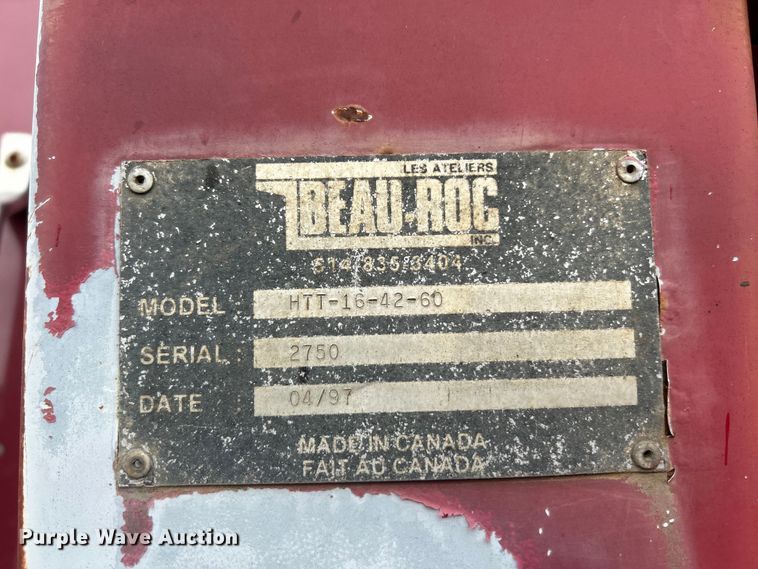 LES ATELIERS
BEAU-ROC
INC.
514/835/3404
MODEL : HTT-16-42-60
SERIAL : 2750
DATE 04/97
MADE IN CANADA
FAIT AU CANADA
Purple Wave Auction